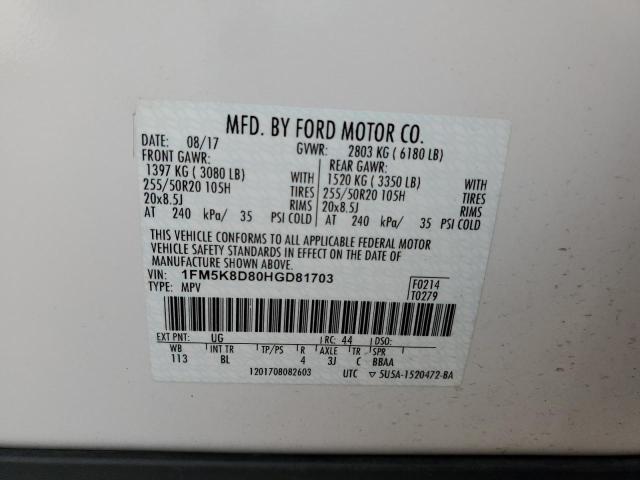 MFD. BY FORD MOTOR CO.
DATE: 08/17 GVWR: 2803 KG ( 6180 LB)
FRONT GAWR: REAR GAWR:
1397 KG ( 3080 LB) WITH 1520 KG ( 3350 LB) WITH
255/50R20 105H TIRES 255/50R20 105H TIRES
20x8.5J RIMS 20x8.5J RIMS
AT 240 kPa/ 35 PSI COLD AT 240 kPa/ 35 PSI COLD
THIS VEHICLE CONFORMS TO ALL APPLICABLE FEDERAL MOTOR
VEHICLE SAFETY STANDARDS IN EFFECT ON THE DATE OF
MANUFACTURE SHOWN ABOVE.
VIN: 1FM5K8D80HGD81703 F0214
TYPE: MPV T0279
EXT PNT: UG RC: 44 DSO:
WB INT TR TP/PS R AXLE TR SPR
113 BL 4 3J C BBAA
1201708082603 UTC ▽ 5USA-1520472-BA